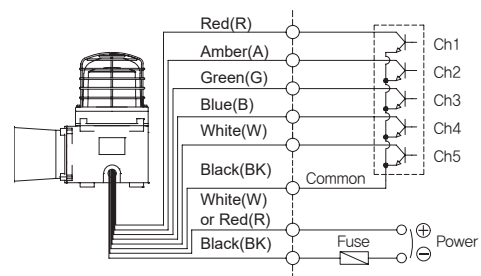 Red(R)
Amber(A)
Green(G)
Blue(B)
White(W)
Black(BK)
Common
White(W)
or Red(R)
Black(BK)
Ch1
Ch2
Ch3
Ch4
Ch5
Fuse
⊕
⊖
Power